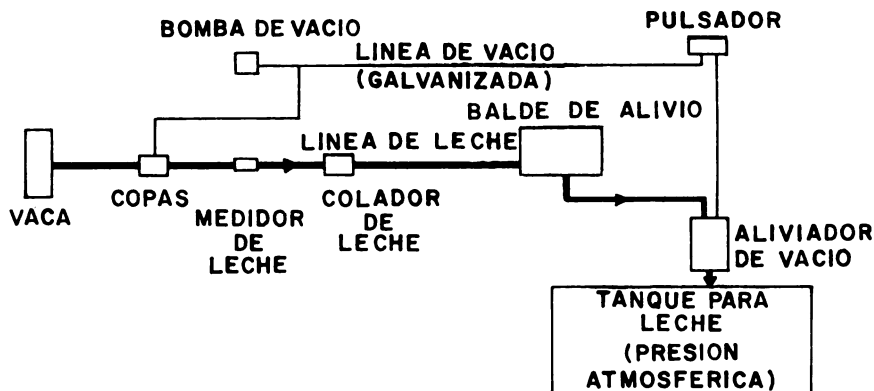 BOMBA DE VACIO
PULSADOR
LINEA DE VACIO
(GALVANIZADA)
BALDE DE ALIVIO
LINEA DE LECHE
VACA
COPAS
MEDIDOR
DE
LECHE
COLADOR
DE
LECHE
ALIVIADOR
DE VACIO
TANQUE PARA
LECHE
(PRESION
ATMOSFERICA)